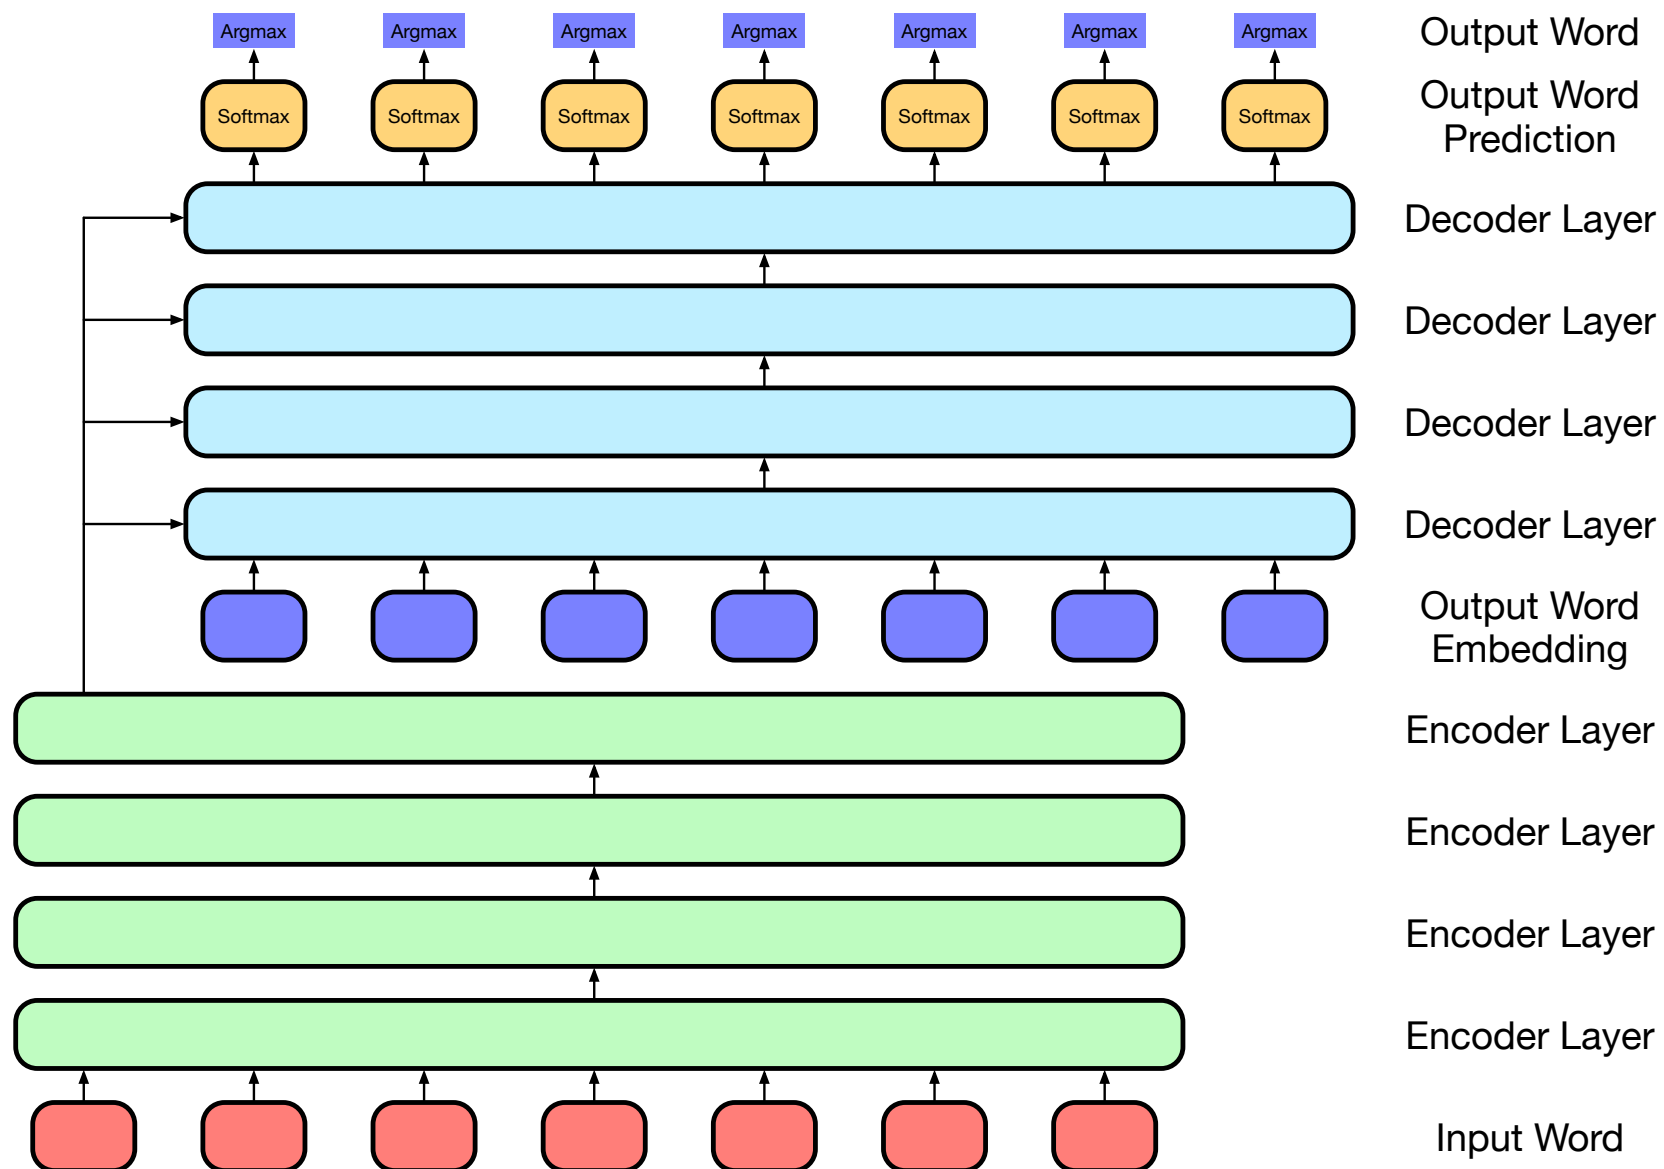 Argmax Argmax Argmax Argmax Argmax Argmax Argmax Output Word
Softmax Softmax Softmax Softmax Softmax Softmax Softmax Output Word
Prediction
Decoder Layer
Decoder Layer
Decoder Layer
Decoder Layer
Output Word
Embedding
Encoder Layer
Encoder Layer
Encoder Layer
Encoder Layer
Input Word